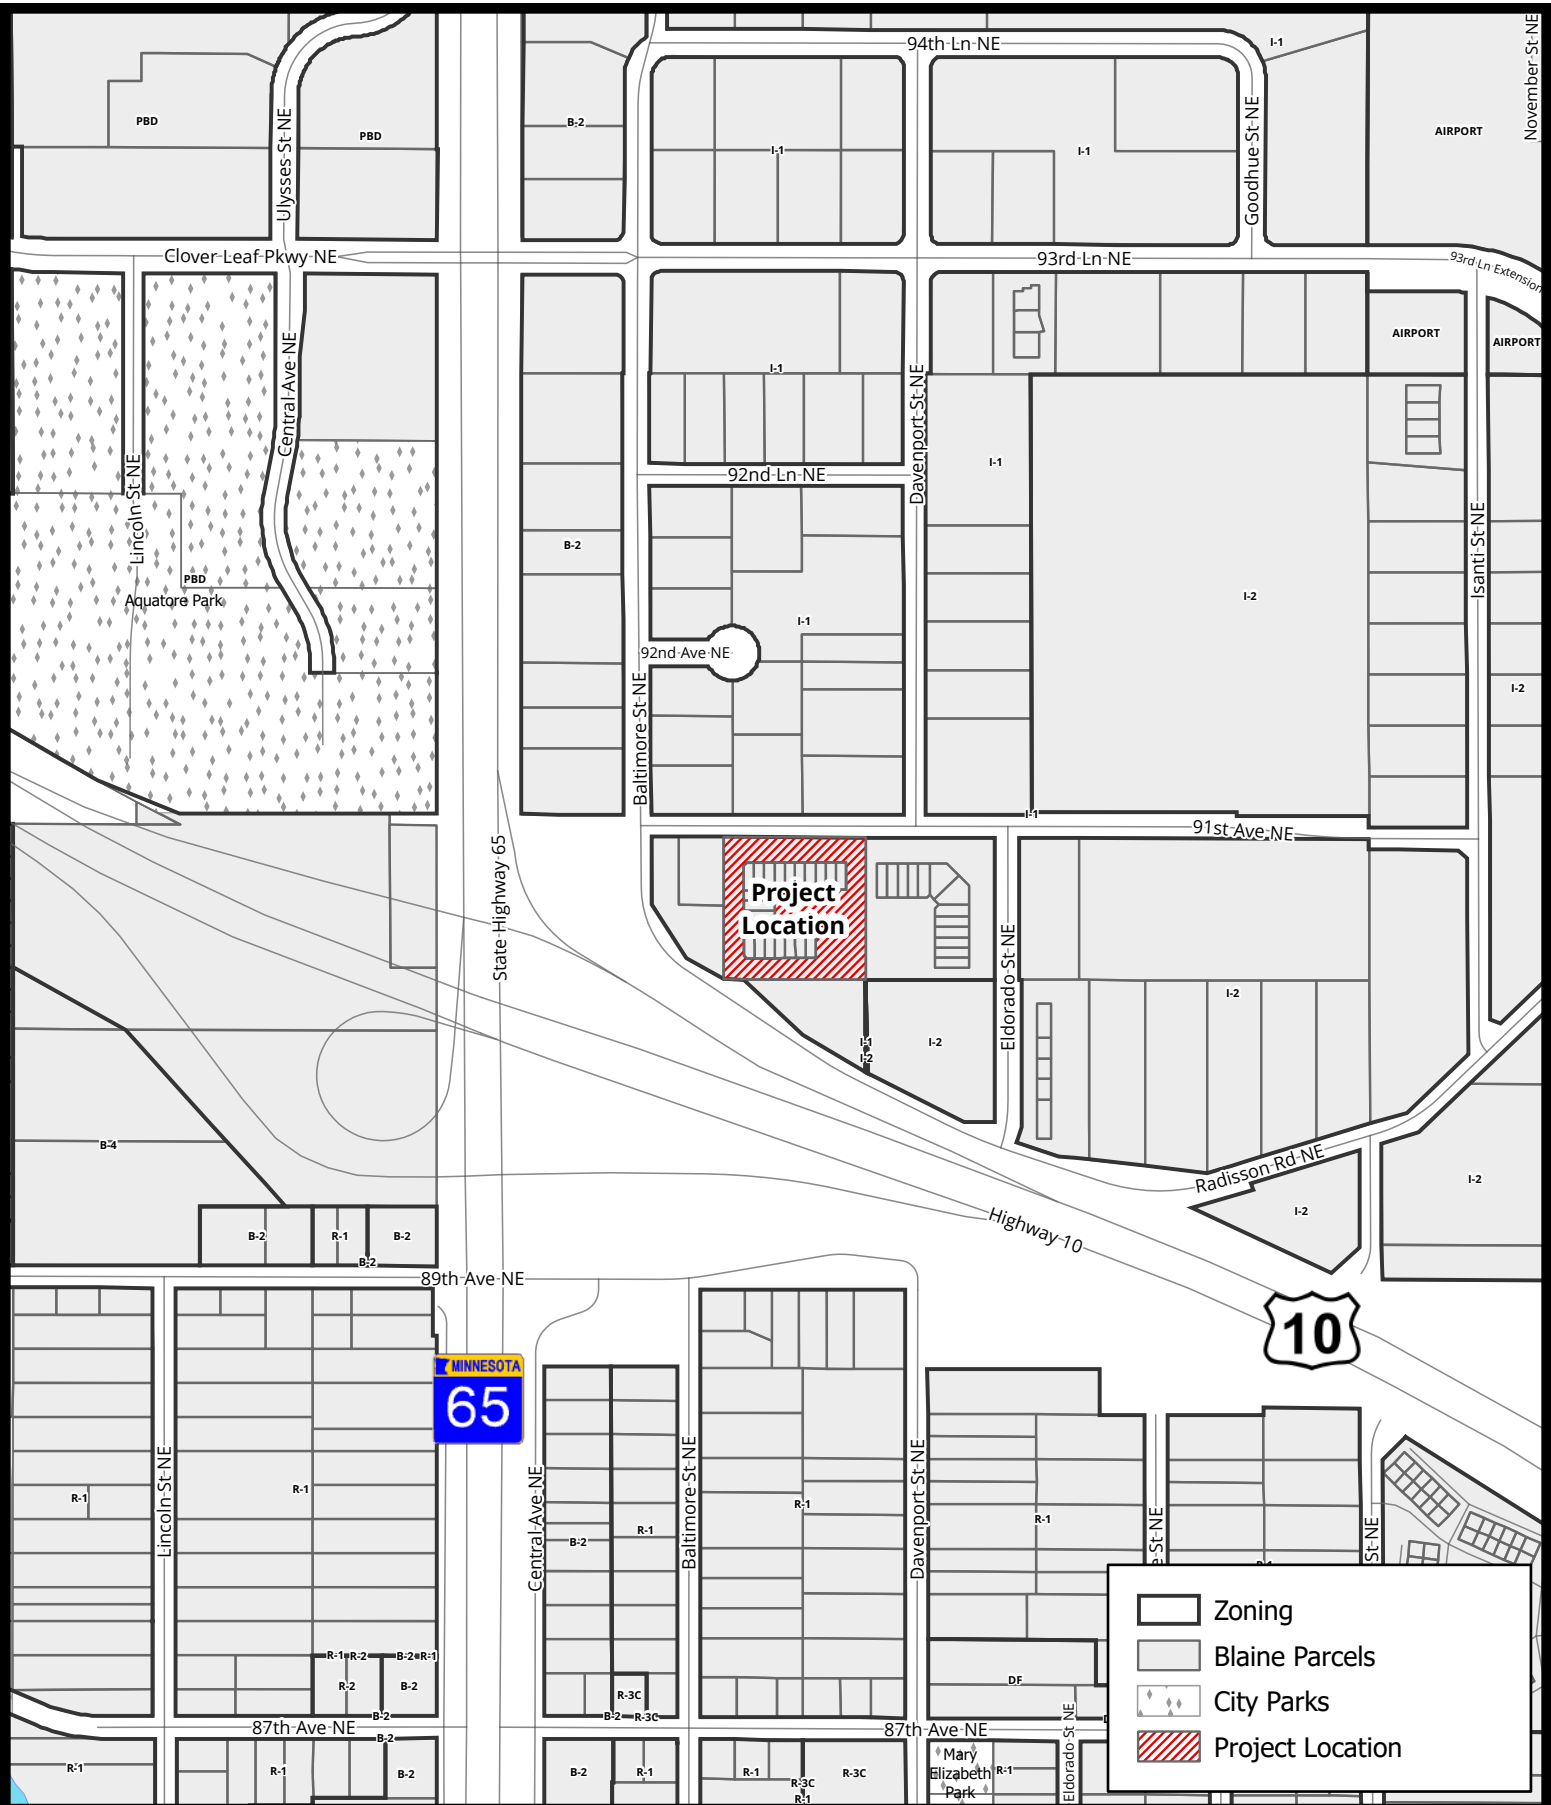 94th Ln NE
I-1
November St NE
PBD
PBD
B-2
I-1
I-1
AIRPORT
Ulysses St NE
Goodhue St NE
Clover Leaf Pkwy NE
93rd Ln NE
93rd Ln Extension
AIRPORT
AIRPORT
Central Ave NE
I-1
Davenport St NE
I-1
92nd Ln NE
Lincoln St NE
B-2
Isanti St NE
PBD
Aquatore Park
I-2
I-1
92nd Ave NE
I-2
Baltimore St NE
I-1
91st Ave NE
State Highway 65
Project
Location
Eldorado St NE
I-2
I-1
I-2
I-2
B-4
Radisson Rd NE
I-2
I-2
Highway 10
B-2
R-1
B-2
B-2
89th Ave NE
10
MINNESOTA
65
Lincoln St NE
Central Ave NE
Baltimore St NE
Davenport St NE
e St NE
St NE
R-1
R-1
B-2
R-1
R-1
R-1
R-1
R-2
B-2
R-1
R-2
B-2
B-2
R-3C
B-2
R-3C
DF
87th Ave NE
87th Ave NE
Eldorado St NE
B-2
R-1
R-1
B-2
B-2
R-1
R-1
R-3C
R-3C
R-1
Mary
Elizabeth
Park
R-1
Zoning
Blaine Parcels
City Parks
Project Location